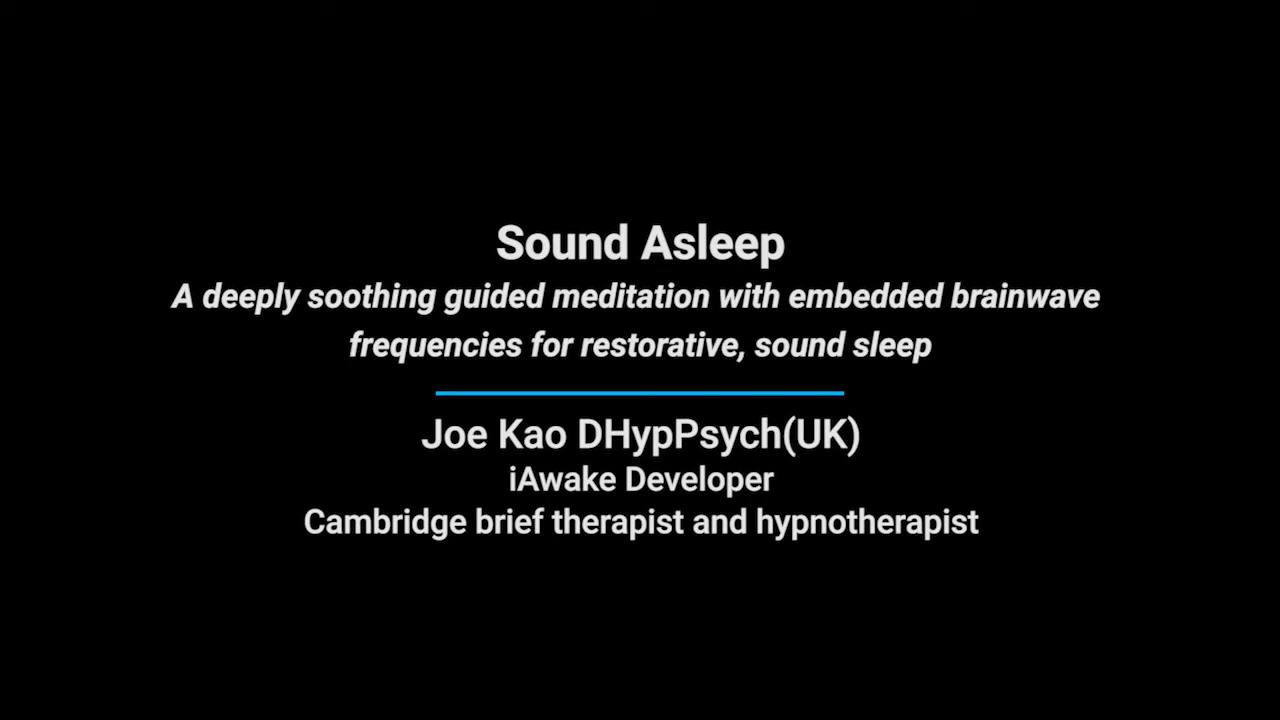 Sound Asleep
A deeply soothing guided meditation with embedded brainwave
frequencies for restorative, sound sleep
Joe Kao DHypPsych(UK)
iAwake Developer
Cambridge brief therapist and hypnotherapist